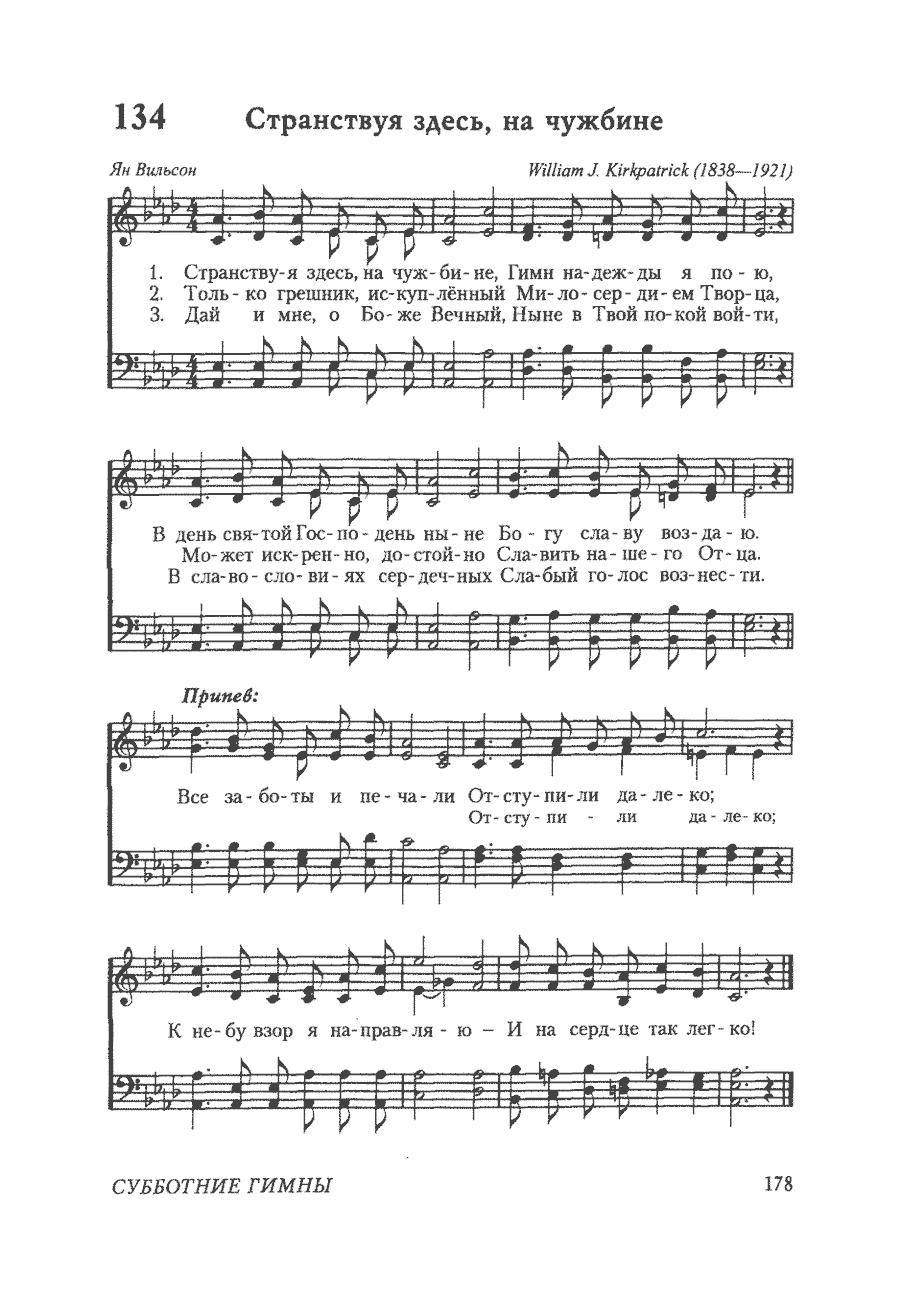 134 Странствуя здесь, на чужбине
Ян Вильсон William J. Kirkpatrick (1838—1921)
1. Странству-я здесь, на чуж-би-не, Гимн на-деж-ды я по-ю,
2. Толь-ко грешник, ис-куп-лённый Ми-ло-сер-ди-ем Твор-ца,
3. Дай и мне, о Бо-же Вечный, Ныне в Твой по-кой вой-ти,
В день свя-той Гос-по-день ны-не Бо-гу сла-ву воз-да-ю.
Мо-жет иск-рен-но, до-стой-но Сла-вить на-ше-го От-ца.
В сла-во-сло-ви-ях сер-деч-ных Сла-бый го-лос воз-нес-ти.
Припев:
Все за-бо-ты и пе-ча-ли От-сту-пи-ли да-ле-ко;
От-сту-пи - ли да-ле-ко;
К не-бу взор я на-прав-ля-ю – И на серд-це так лег-ко!
СУББОТНИЕ ГИМНЫ 178